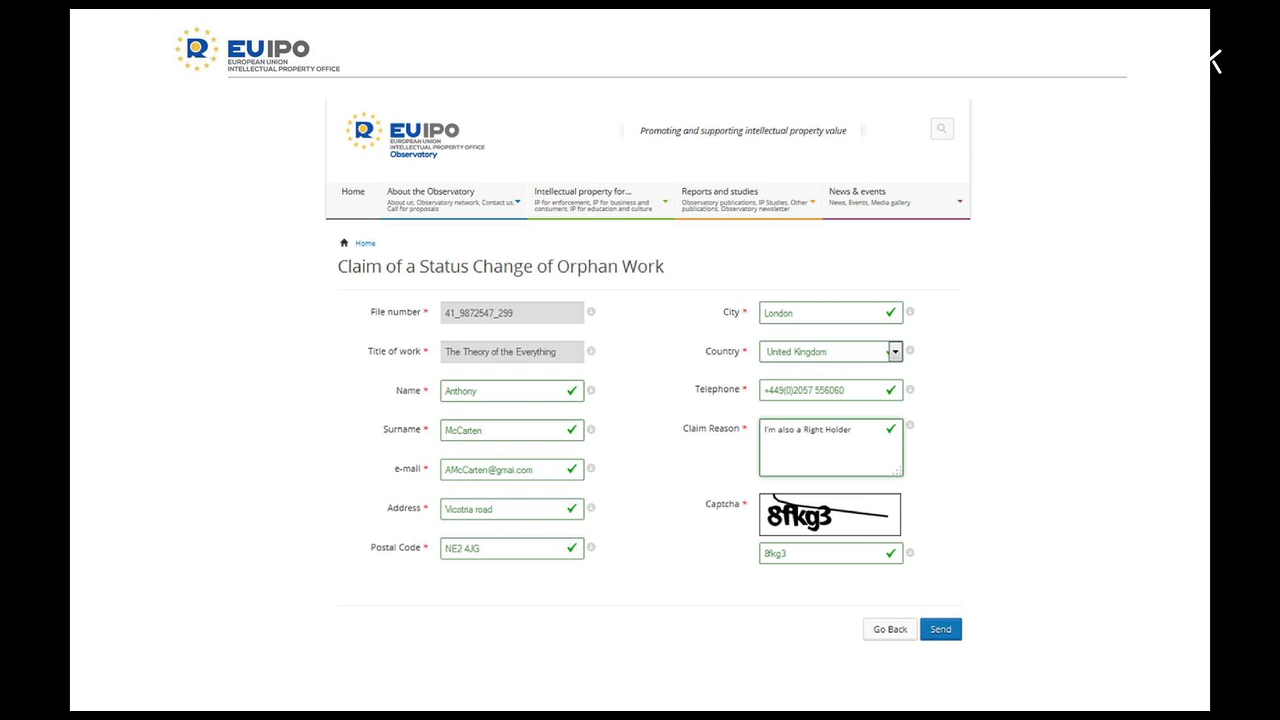 EUIPO
EUROPEAN UNION
INTELLECTUAL PROPERTY OFFICE
EUIPO
EUROPEAN UNION
INTELLECTUAL PROPERTY OFFICE
Observatory
Promoting and supporting intellectual property value
Home
About the Observatory
About us, Observatory network, Contact us,
Call for proposals
Intellectual property for...
IP for enforcement, IP for business and
consumers, IP for education and culture
Reports and studies
Observatory publications, IP Studies, Other
publications, Observatory newsletter
News & events
News, Events, Media gallery
Home
Claim of a Status Change of Orphan Work
File number * 41_9872547_299
Title of work * The Theory of the Everything
Name * Anthony
Surname * McCarten
e-mail * AMcCarten@gmai.com
Address * Vicotria road
Postal Code * NE2 4JG
City * London
Country * United Kingdom
Telephone * +449(0)2057 556060
Claim Reason * I'm also a Right Holder
Captcha * 8fkg3
8fkg3
Go Back Send